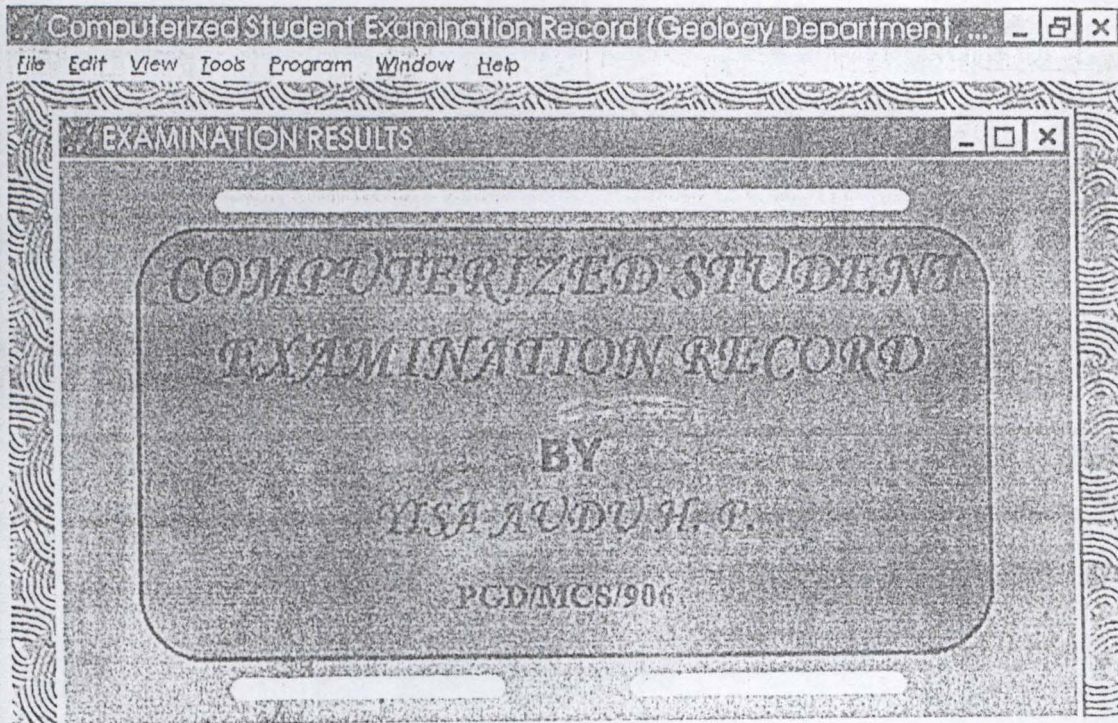 Computerized Student Examination Record (Geology Department, ...
File Edit View Tools Program Window Help
EXAMINATION RESULTS
COMPUTERIZED STUDENT
EXAMINATION RECORD
BY
YISA AUDU H. P.
PGD/MCS/906